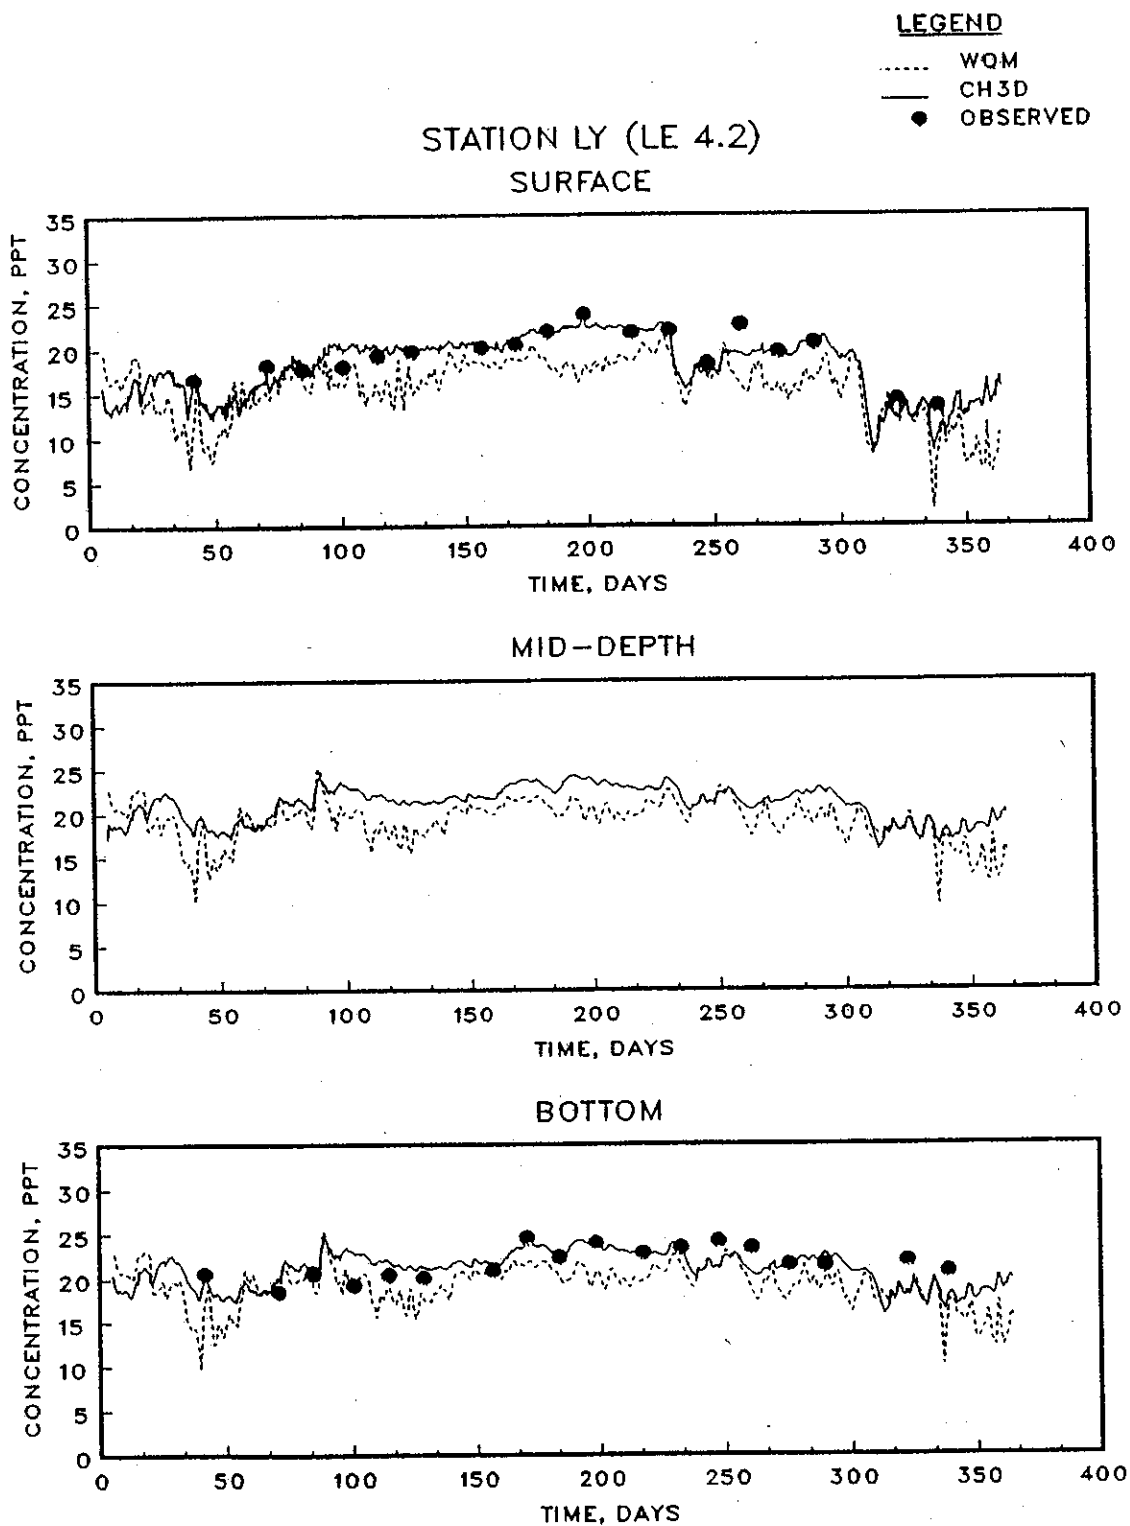 LEGEND
WQM
CH3D
OBSERVED
STATION LY (LE 4.2)
SURFACE
CONCENTRATION, PPT
35
30
25
20
15
10
5
0
0 50 100 150 200 250 300 350 400
TIME, DAYS
MID-DEPTH
CONCENTRATION, PPT
35
30
25
20
15
10
5
0
0 50 100 150 200 250 300 350 400
TIME, DAYS
BOTTOM
CONCENTRATION, PPT
35
30
25
20
15
10
5
0
0 50 100 150 200 250 300 350 400
TIME, DAYS